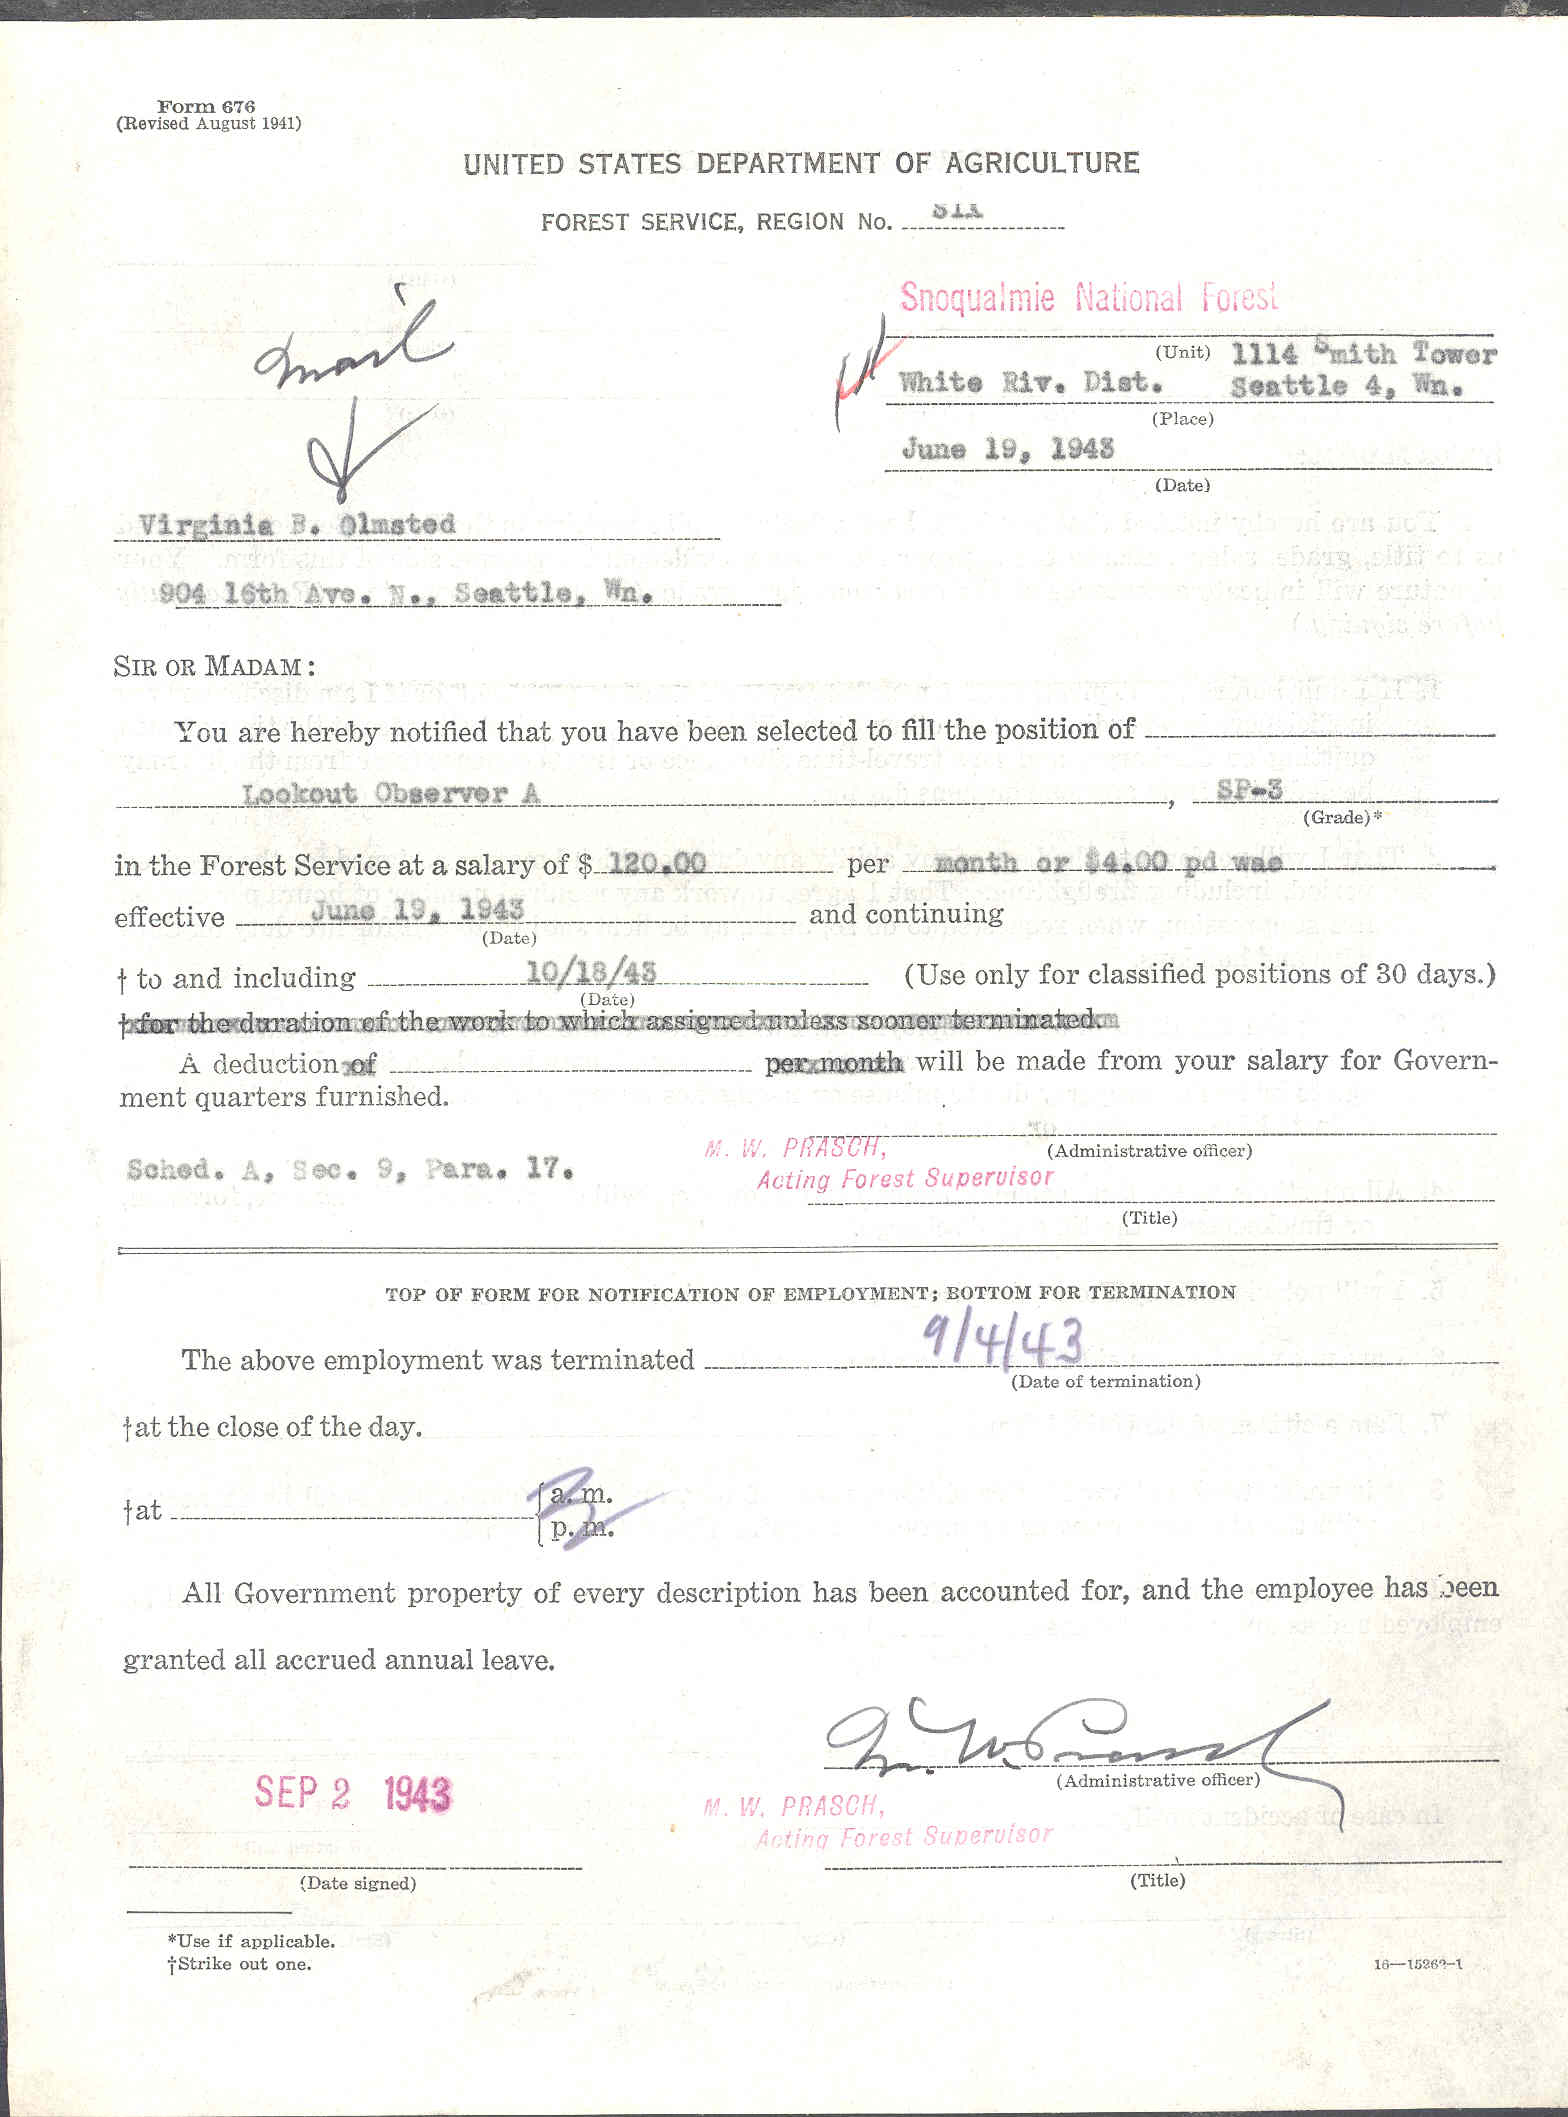 Form 676
(Revised August 1941)
UNITED STATES DEPARTMENT OF AGRICULTURE
FOREST SERVICE, REGION No. SIX
mail
Snoqualmie National Forest
(Unit) 1114 Smith Tower
White Riv. Dist. Seattle 4, Wn.
(Place)
June 19, 1943
(Date)
Virginia B. Olmsted
904 16th Ave. N., Seattle, Wn.
SIR OR MADAM:
You are hereby notified that you have been selected to fill the position of
Lookout Observer A, SP-3
(Grade)*
in the Forest Service at a salary of $ 120.00 per month or $4.00 pd wae
effective June 19, 1943 and continuing
(Date)
† to and including 10/18/43 (Use only for classified positions of 30 days.)
(Date)
† for the duration of the work to which assigned unless sooner terminated.
A deduction of per month will be made from your salary for Govern-
ment quarters furnished.
M. W. PRASCH,
(Administrative officer)
Sched. A, Sec. 9, Para. 17.
Acting Forest Supervisor
(Title)
TOP OF FORM FOR NOTIFICATION OF EMPLOYMENT; BOTTOM FOR TERMINATION
The above employment was terminated 9/4/43
(Date of termination)
†at the close of the day.
†at a. m.
p. m.
All Government property of every description has been accounted for, and the employee has been
granted all accrued annual leave.
M. W. Prasch
(Administrative officer)
SEP 2 1943
M. W. PRASCH,
Acting Forest Supervisor
(Date signed)
(Title)
*Use if applicable.
†Strike out one.